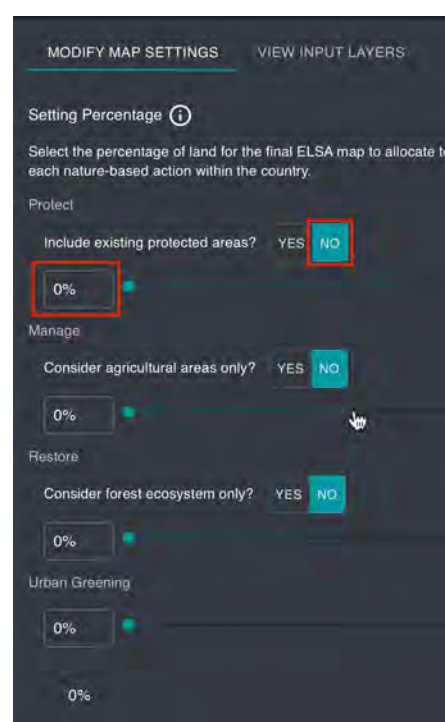 MODIFY MAP SETTINGS VIEW INPUT LAYERS
Setting Percentage
Select the percentage of land for the final ELSA map to allocate
each nature-based action within the country.
Protect
Include existing protected areas? YES NO
0%
Manage
Consider agricultural areas only? YES NO
0%
Restore
Consider forest ecosystem only? YES NO
0%
Urban Greening
0%
0%